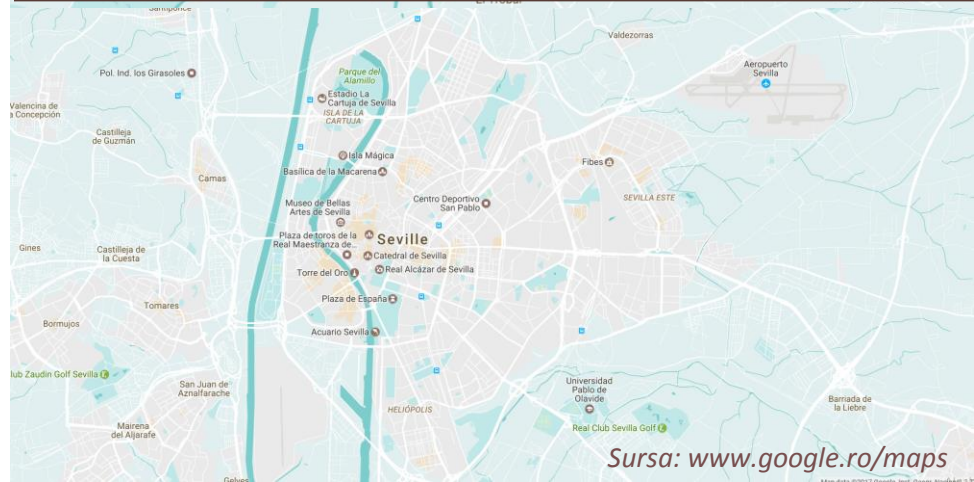 Santiponce
El Trobal
Valdezorras
Pol. Ind. los Girasoles
Parque del
Alamillo
Aeropuerto
Sevilla
Valencina de
la Concepción
Estadio La
Cartuja de Sevilla
ISLA DE LA
CARTUJA
Castilleja
de Guzmán
Isla Mágica
Fibes
Basílica de la Macarena
Camas
Centro Deportivo
San Pablo
SEVILLA ESTE
Museo de Bellas
Artes de Sevilla
Plaza de toros de la
Real Maestranza de...
Seville
Gines
Castilleja de
la Cuesta
Catedral de Sevilla
Torre del Oro
Real Alcázar de Sevilla
Plaza de España
Tomares
Bormujos
Acuario Sevilla
Club Zaudin Golf Sevilla
San Juan de
Aznalfarache
Universidad
Pablo de
Olavide
Barriada de
la Liebre
HELIÓPOLIS
Mairena
del Aljarafe
Real Club Sevilla Golf
Sursa: www.google.ro/maps
Gelves